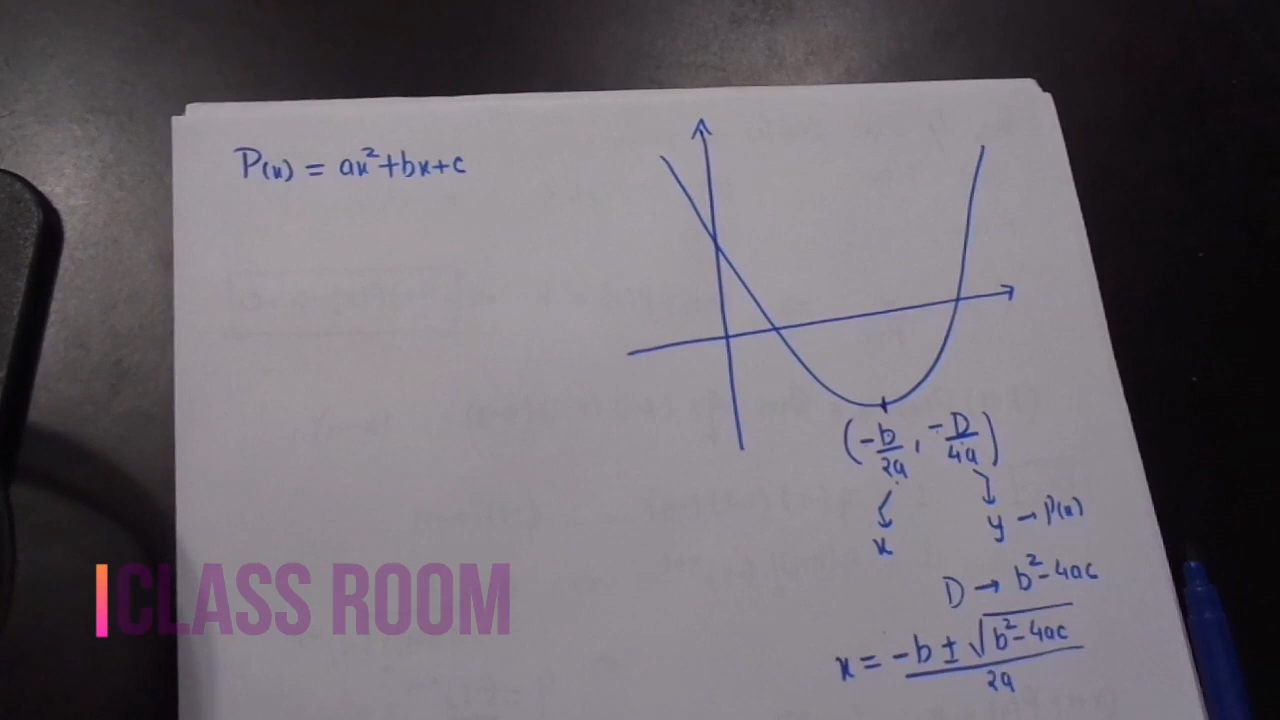 P(x) = ax²+bx+c
(-b/2a, -D/4a)
x
y → P(x)
D → b²-4ac
x = -b ± √b²-4ac / 2a
CLASS ROOM